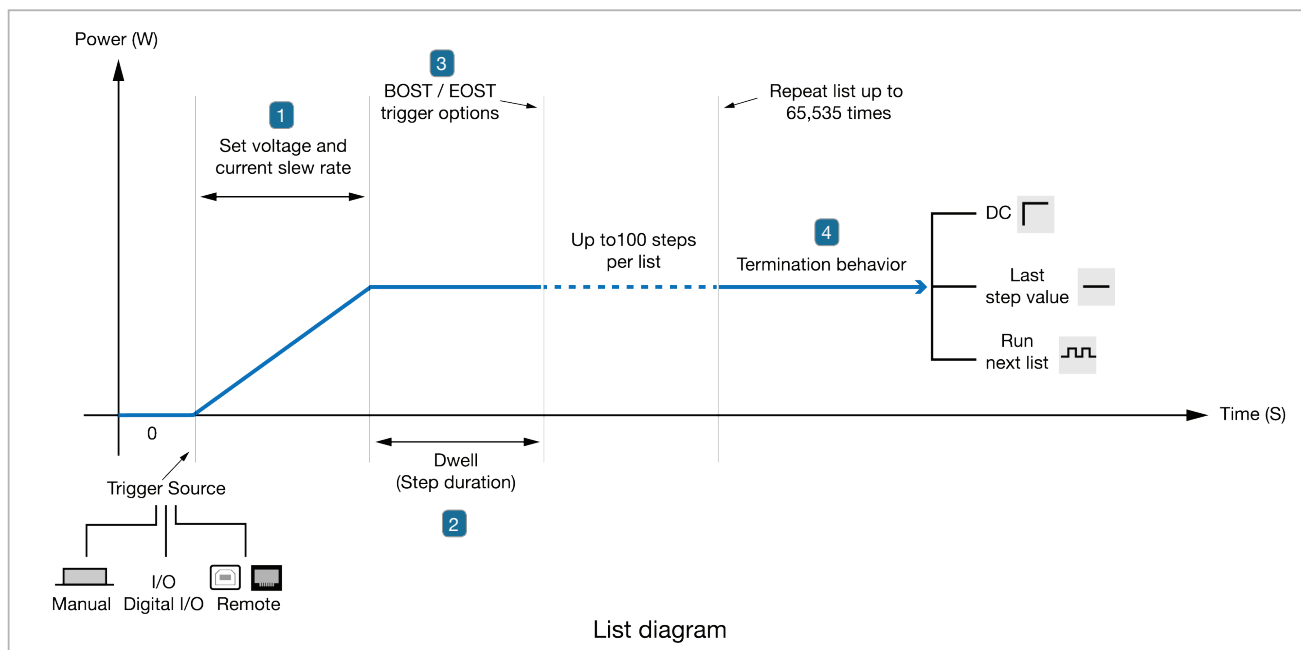 Power (W)
3
BOST / EOST
trigger options
Repeat list up to
65,535 times
1
Set voltage and
current slew rate
DC
Up to100 steps
per list
4
Termination behavior
Last
step value
Run
next list
0
Time (S)
Dwell
(Step duration)
2
Trigger Source
I/O
Manual Digital I/O Remote
List diagram